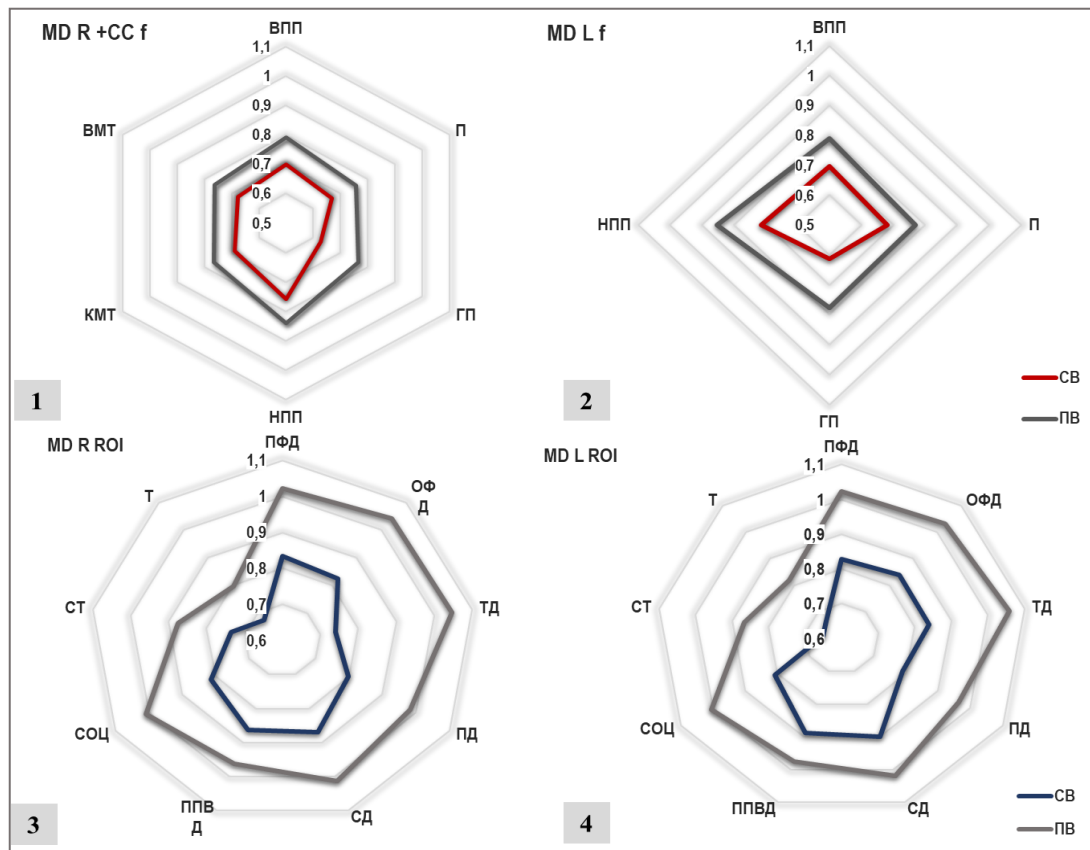 MD R +CC f
ВПП
1,1
1
0,9
0,8
0,7
0,6
0,5
ВМТ
П
КМТ
ГП
НПП
1
MD L f
ВПП
1,1
1
0,9
0,8
0,7
0,6
0,5
НПП
П
ГП
2
СВ
ПВ
MD R ROI
ПФД
1,1
1
0,9
0,8
0,7
0,6
Т
ОФ
Д
СТ
ТД
СОЦ
ПД
ППВ
Д
СД
3
MD L ROI
ПФД
1,1
1
0,9
0,8
0,7
0,6
Т
ОФД
СТ
ТД
СОЦ
ПД
ППВД
СД
4
СВ
ПВ